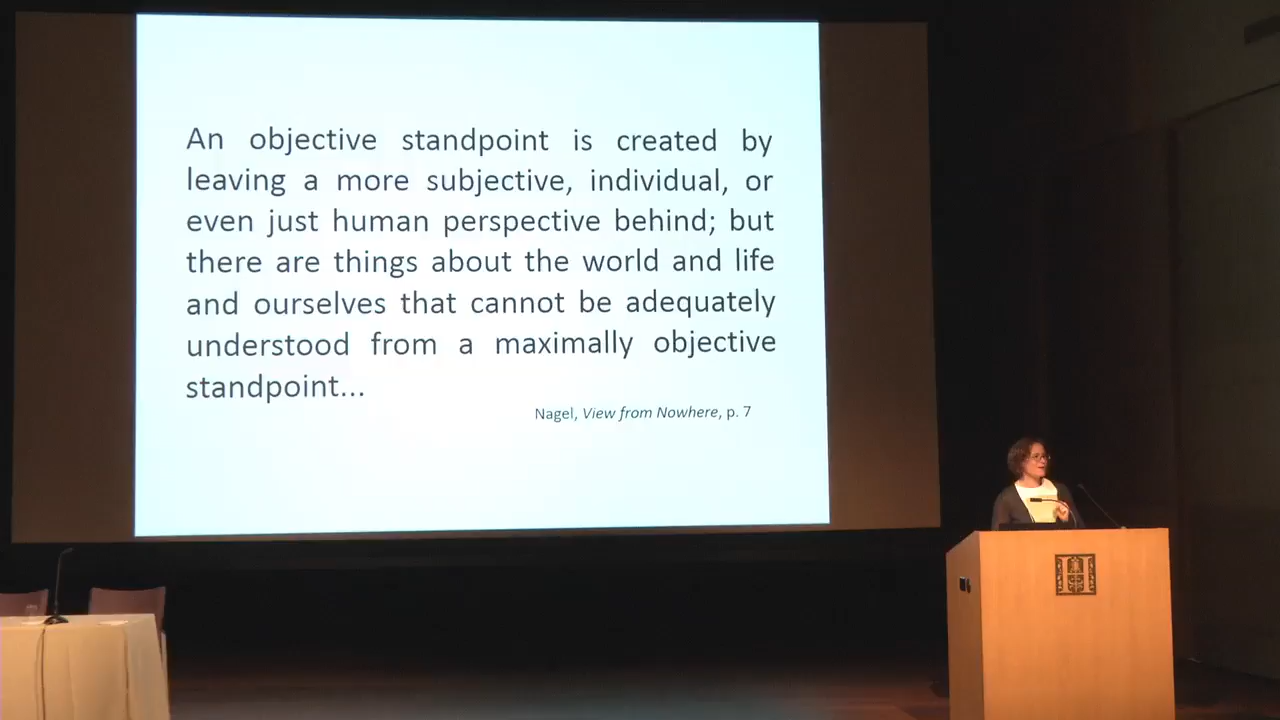 An objective standpoint is created by
leaving a more subjective, individual, or
even just human perspective behind; but
there are things about the world and life
and ourselves that cannot be adequately
understood from a maximally objective
standpoint...
Nagel, View from Nowhere, p. 7